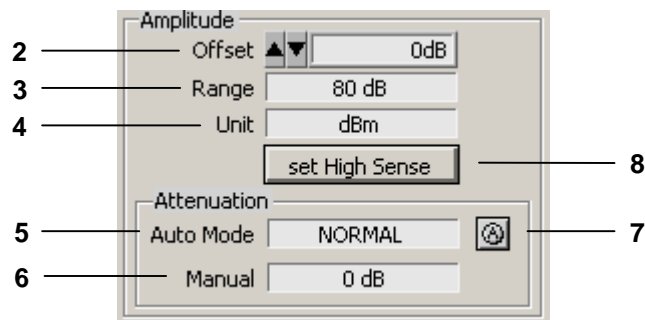 Amplitude
2 Offset 0dB
3 Range 80 dB
4 Unit dBm
set High Sense 8
Attenuation
5 Auto Mode NORMAL A 7
6 Manual 0 dB